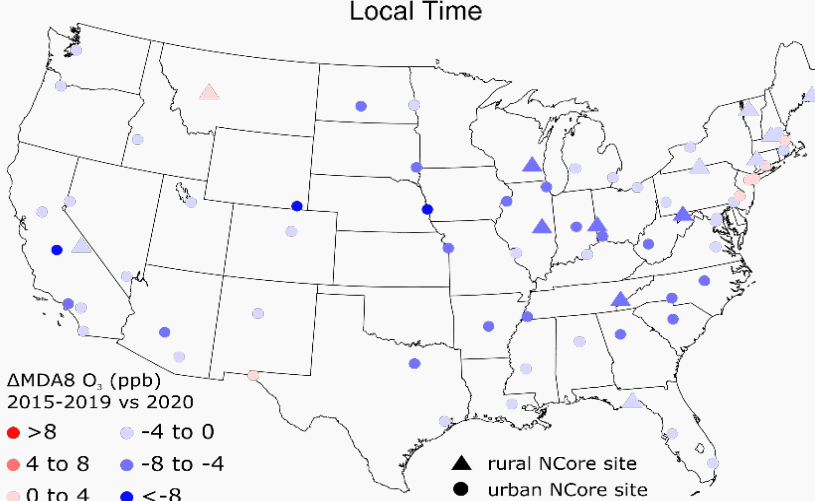 Local Time
ΔMDA8 O₃ (ppb)
2015-2019 vs 2020
>8 -4 to 0
4 to 8 -8 to -4
0 to 4 <-8
rural NCore site
urban NCore site